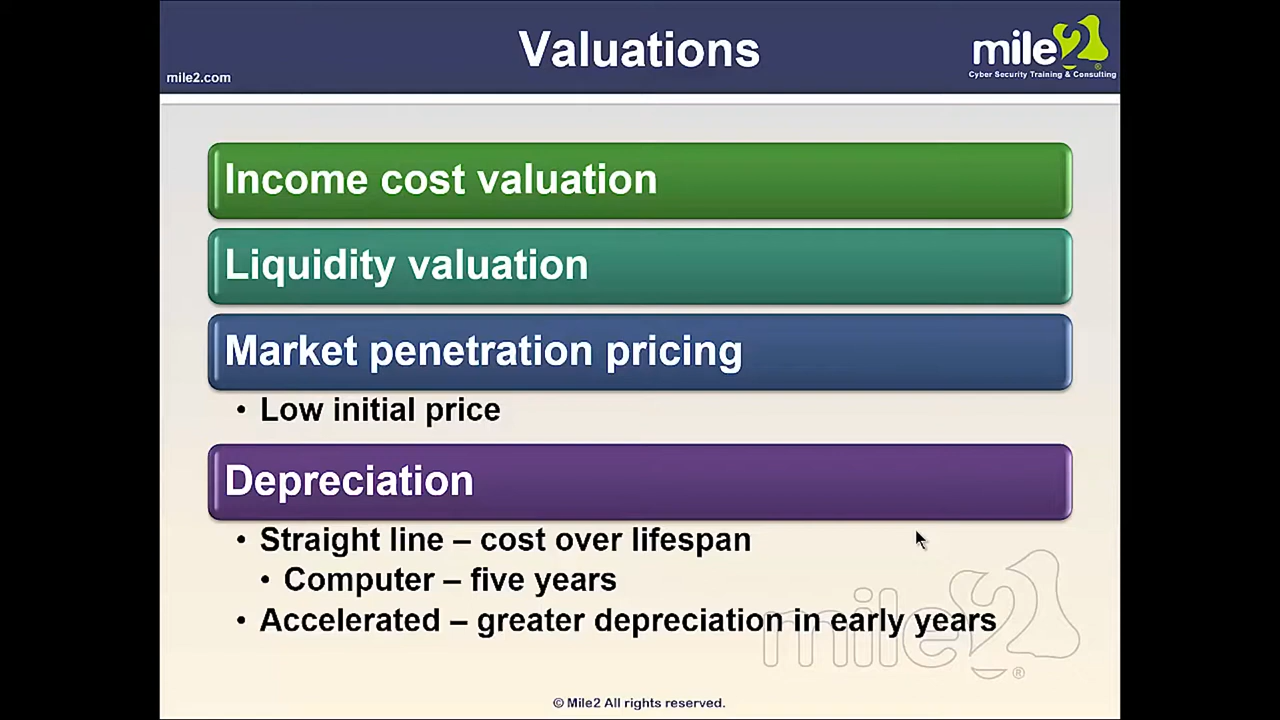 Valuations
mile2.com
mile2
Cyber Security Training & Consulting
Income cost valuation
Liquidity valuation
Market penetration pricing
• Low initial price
Depreciation
• Straight line – cost over lifespan
• Computer – five years
• Accelerated – greater depreciation in early years
mile2®
© Mile2 All rights reserved.